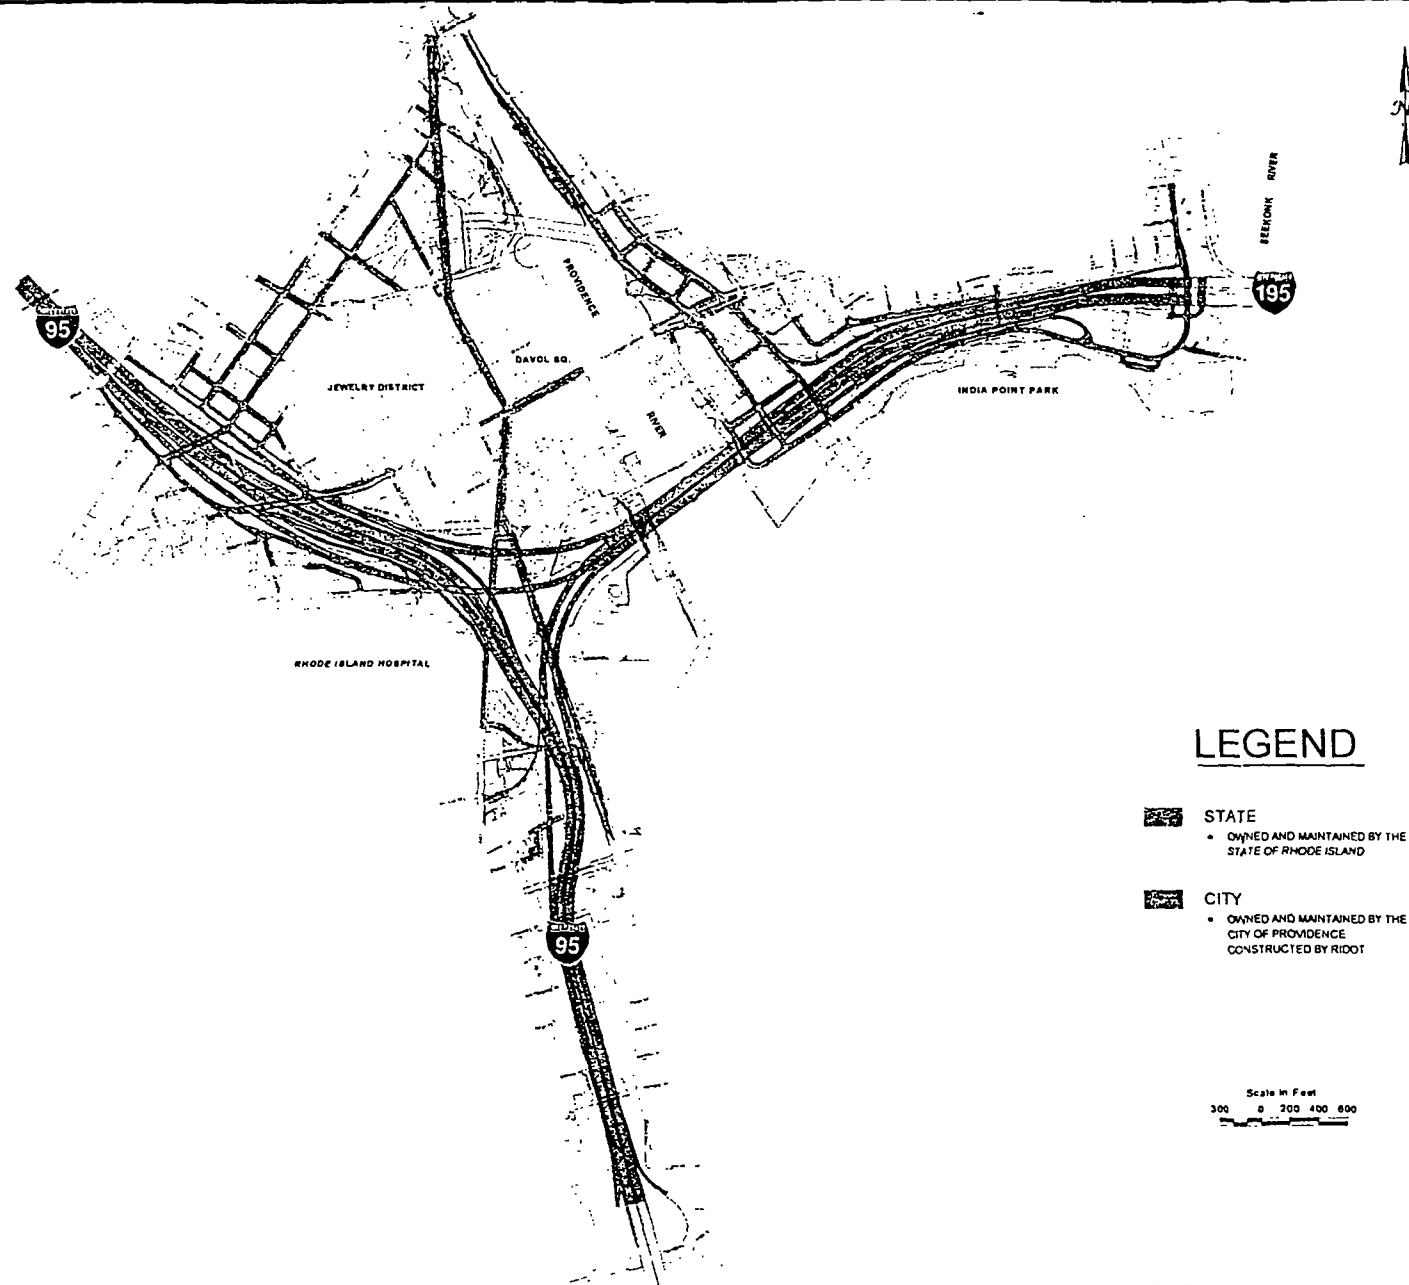 N
SEEKONK RIVER
195
95
PROVIDENCE
DAVOL SQ.
JEWELRY DISTRICT
RIVER
INDIA POINT PARK
RHODE ISLAND HOSPITAL
LEGEND
STATE
• OWNED AND MAINTAINED BY THE
STATE OF RHODE ISLAND
CITY
• OWNED AND MAINTAINED BY THE
CITY OF PROVIDENCE
CONSTRUCTED BY RIDOT
95
Scale in Feet
300 0 200 400 600